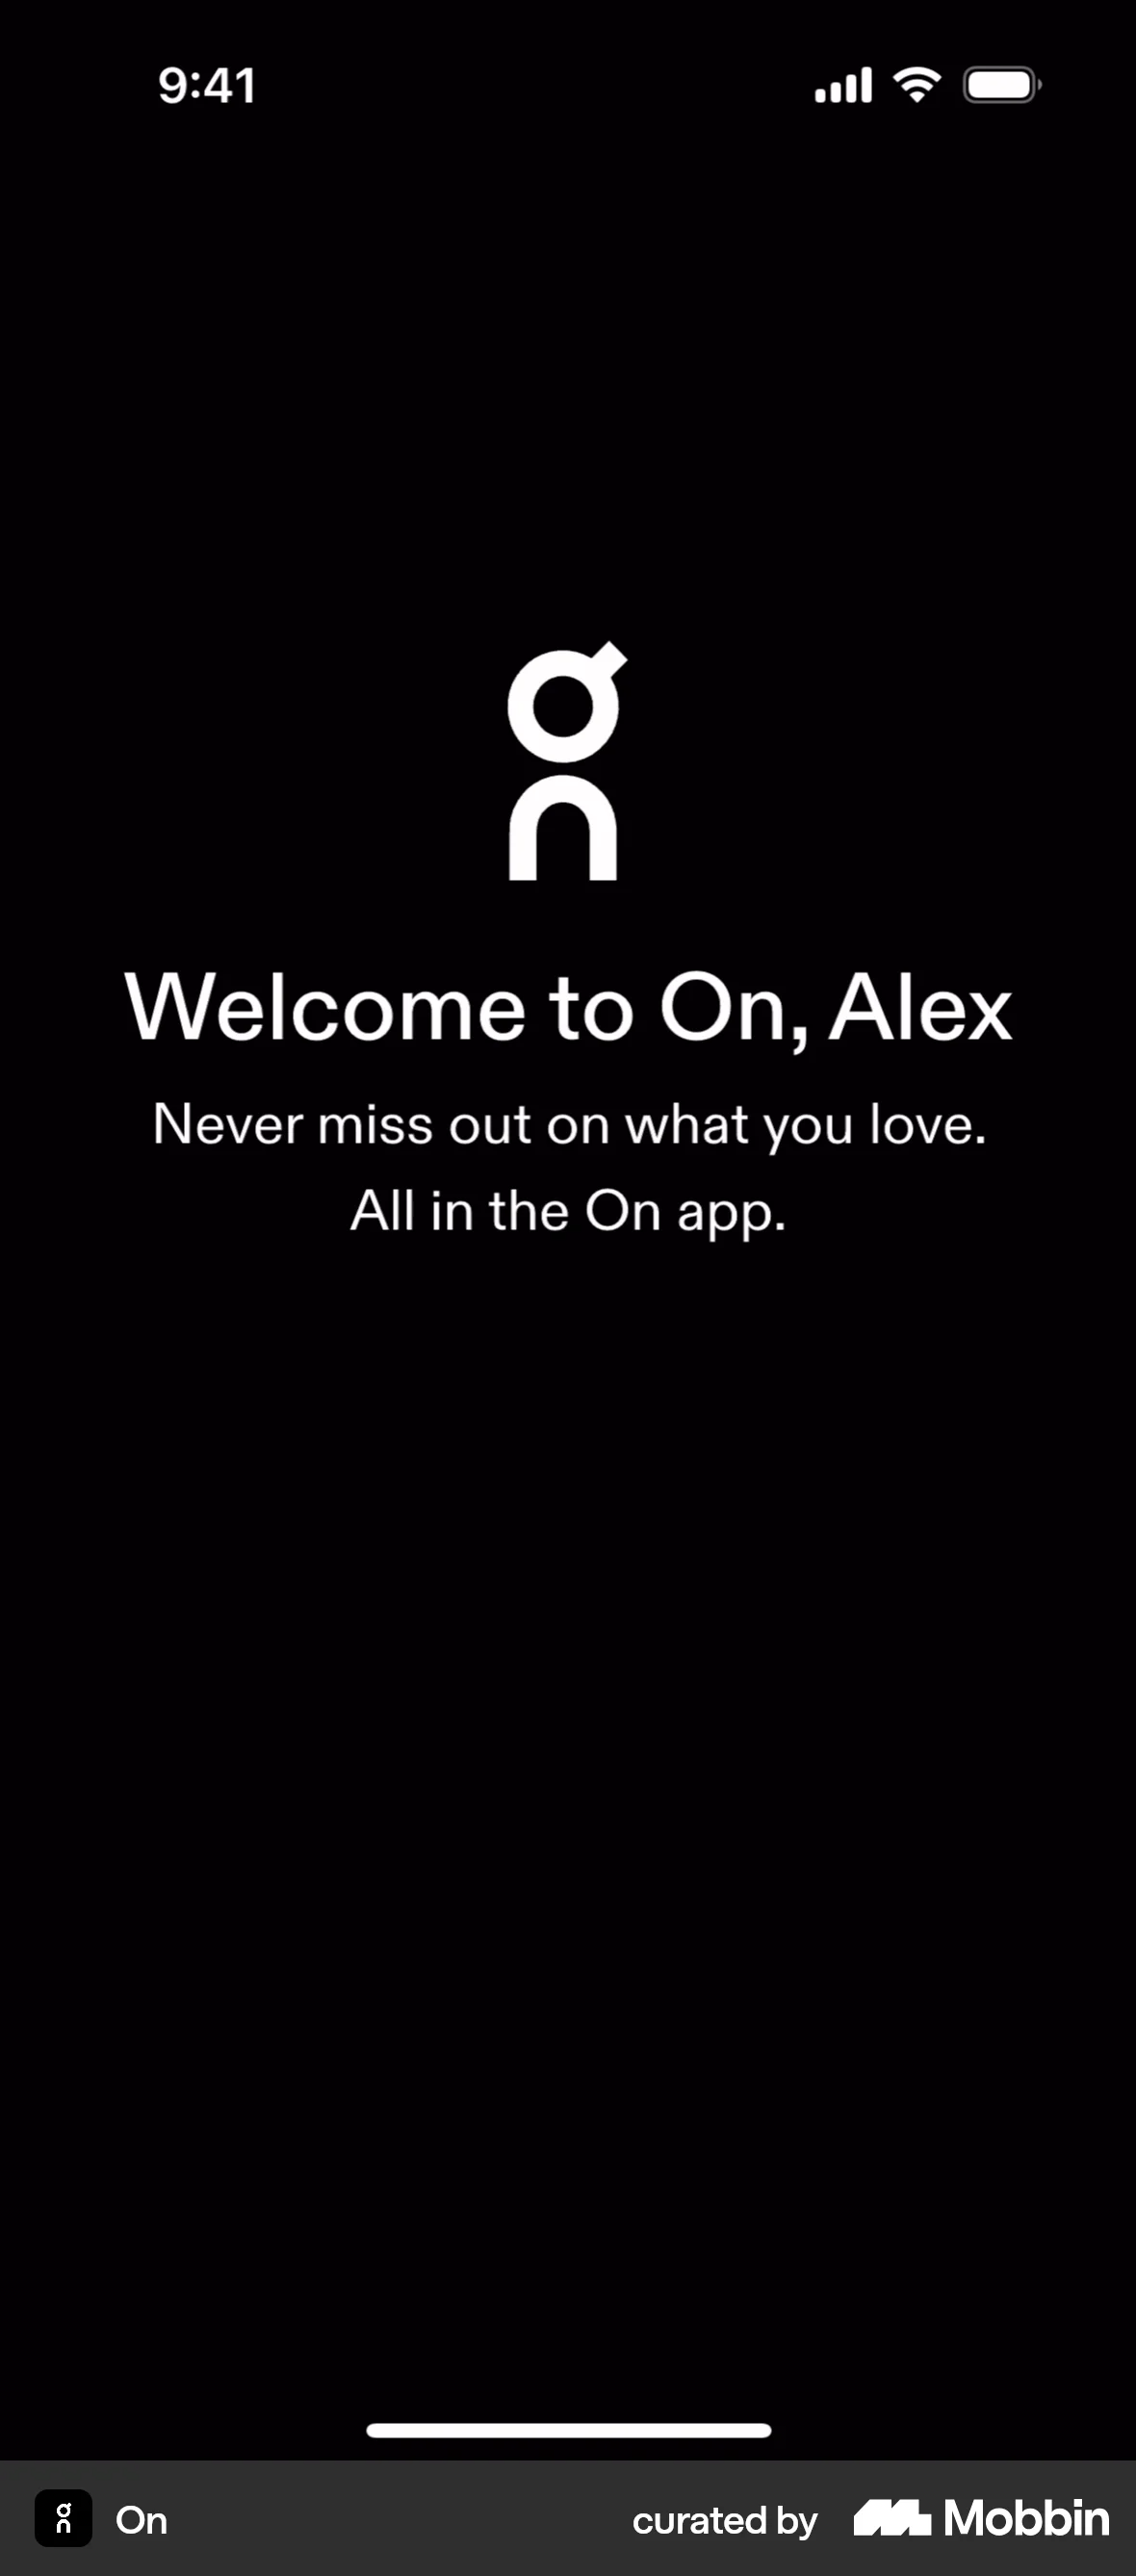 9:41
Welcome to On, Alex
Never miss out on what you love.
All in the On app.
On
curated by Mobbin